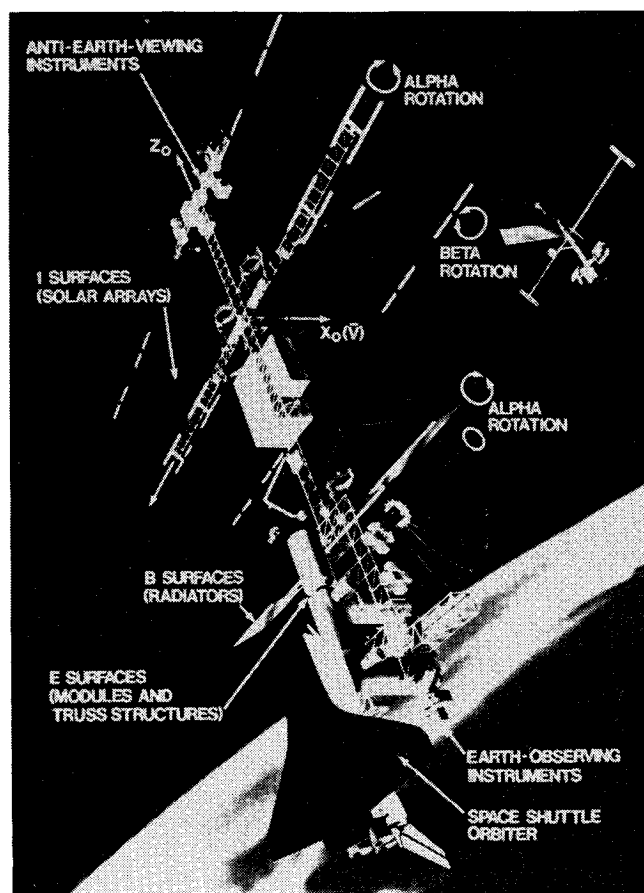 ANTI-EARTH-VIEWING
INSTRUMENTS
ALPHA
ROTATION
Z₀
BETA
ROTATION
1 SURFACES
(SOLAR ARRAYS)
X₀(V̄)
ALPHA
ROTATION
B SURFACES
(RADIATORS)
E SURFACES
(MODULES AND
TRUSS STRUCTURES)
EARTH-OBSERVING
INSTRUMENTS
SPACE SHUTTLE
ORBITER